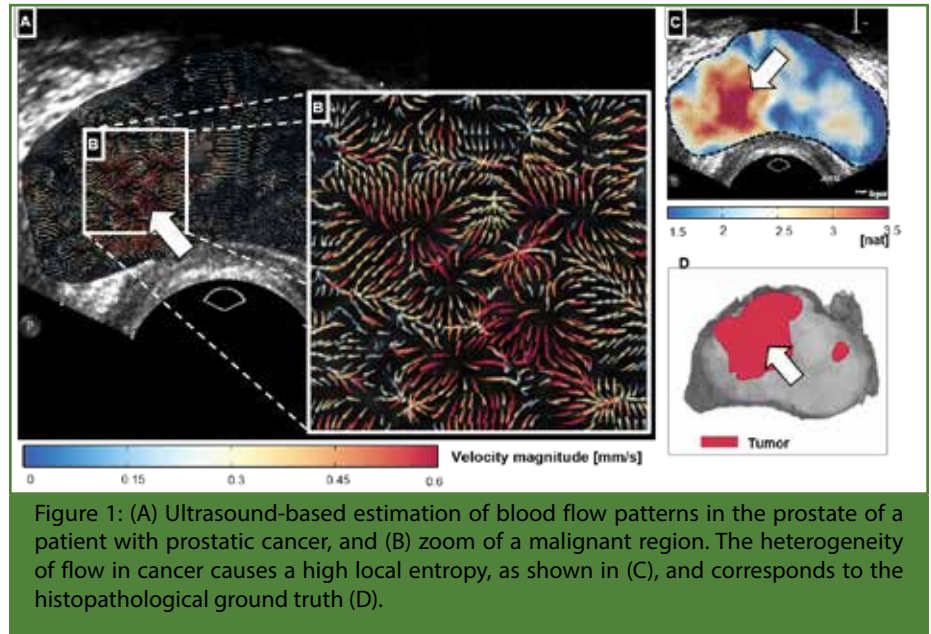 A
B
B
C
1.5 2 2.5 3 3.5
[nat]
D
Tumor
Velocity magnitude [mm/s]
0 0.15 0.3 0.45 0.6
Figure 1: (A) Ultrasound-based estimation of blood flow patterns in the prostate of a
patient with prostatic cancer, and (B) zoom of a malignant region. The heterogeneity
of flow in cancer causes a high local entropy, as shown in (C), and corresponds to the
histopathological ground truth (D).